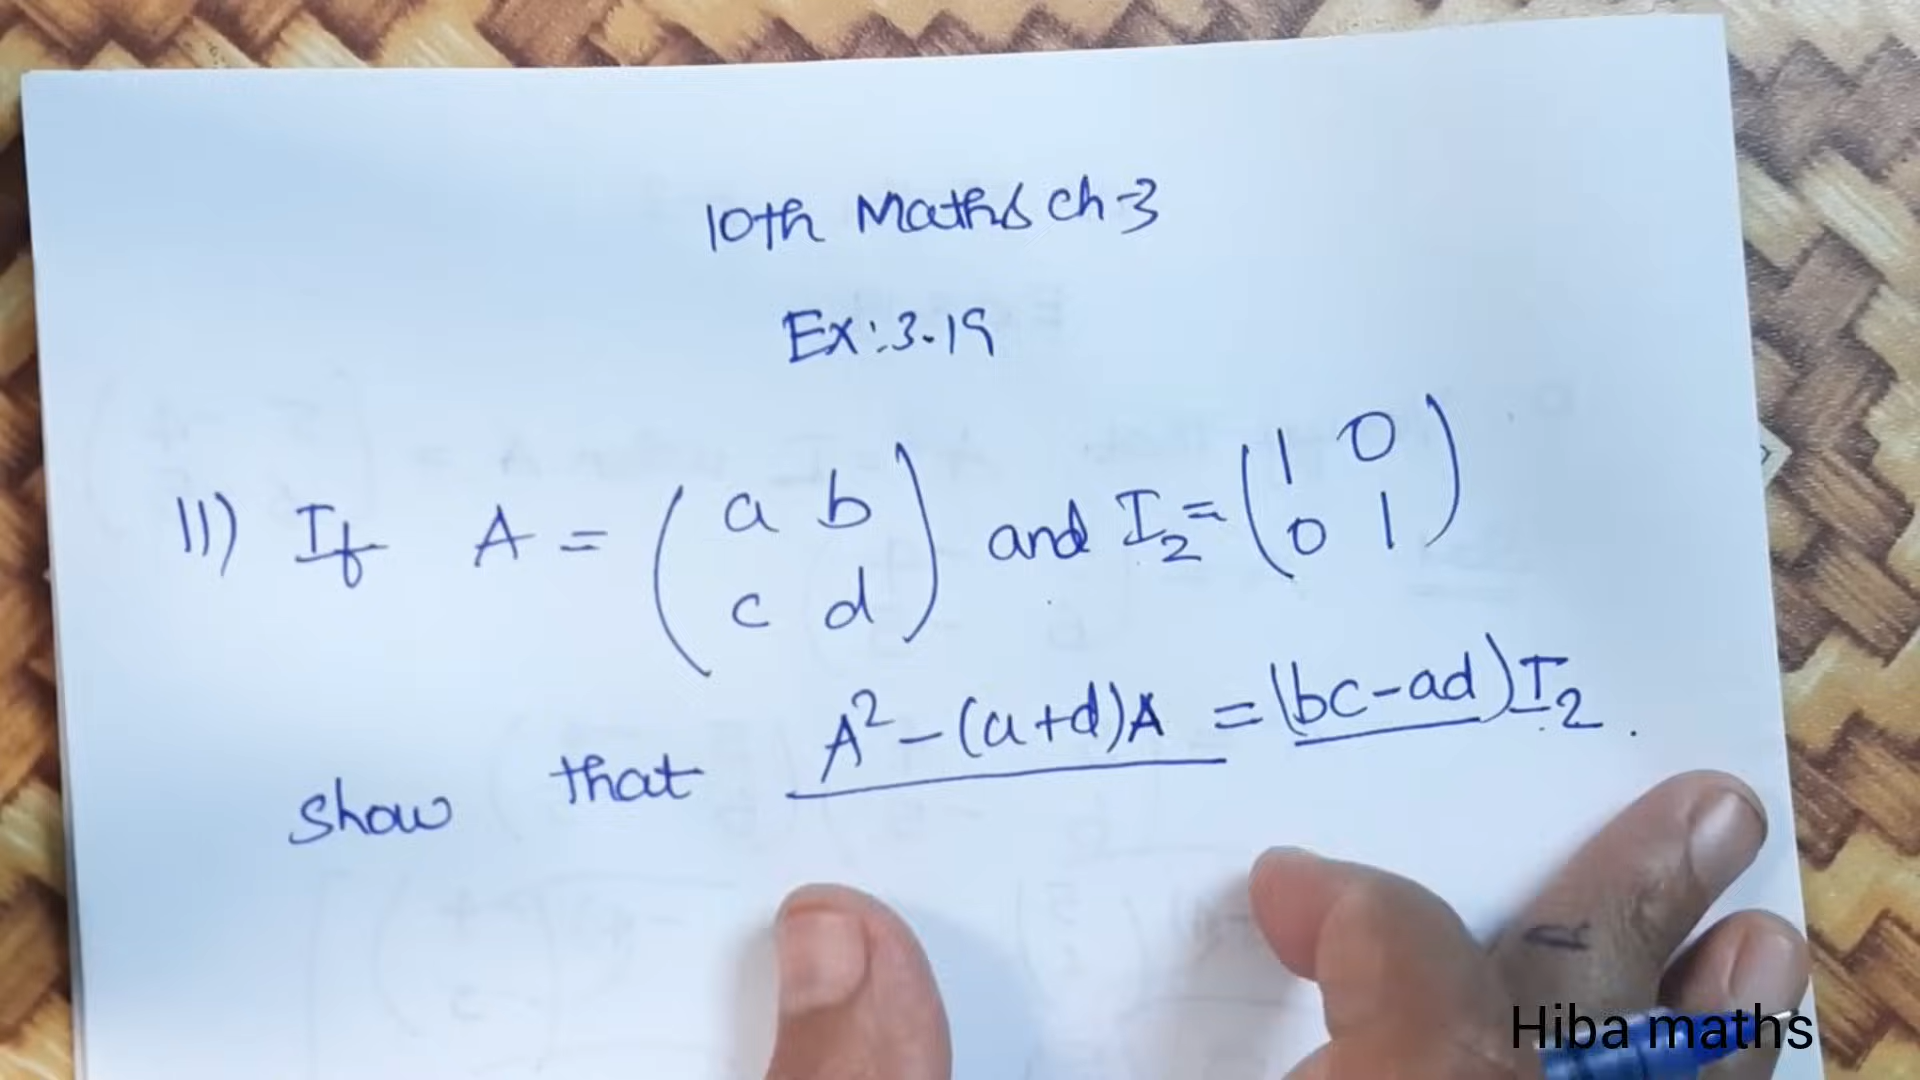 10th Maths ch-3
Ex:3.19
11) If A = (a b c d) and I₂ = (1 0 0 1)
show that A² - (a+d)A = (bc-ad)I₂.
Hiba maths